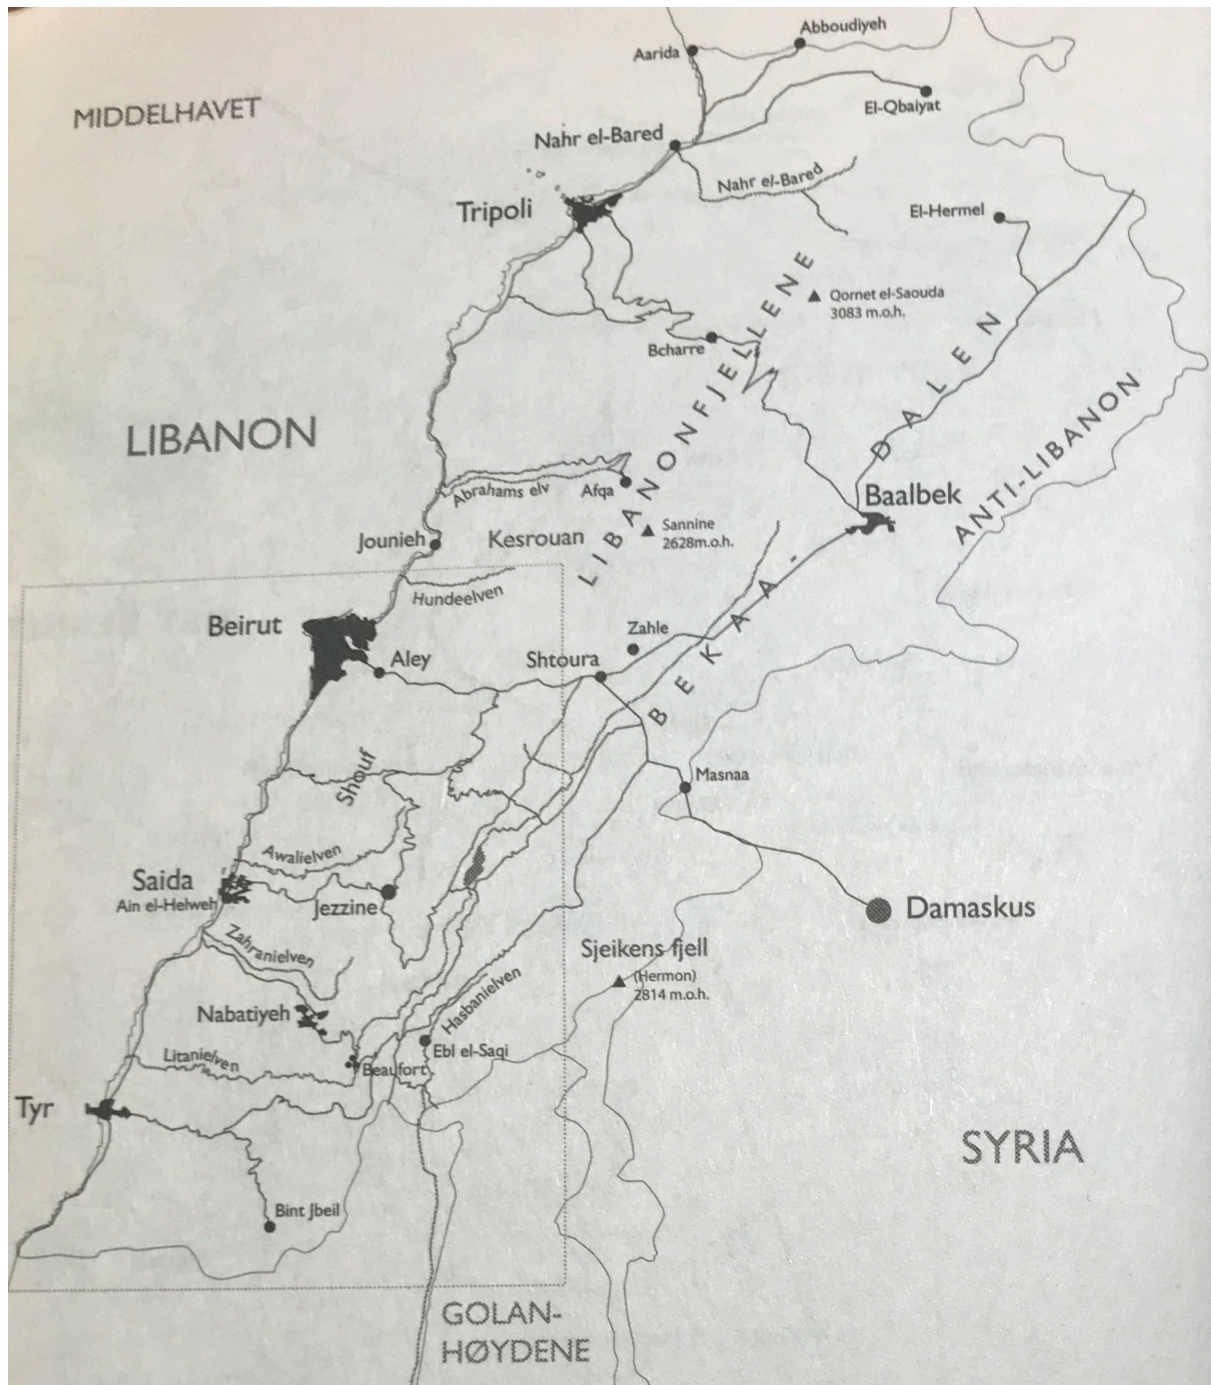 Abboudiyeh
Aarida
El-Qbaiyat
MIDDELHAVET
Nahr el-Bared
Nahr el-Bared
Tripoli
El-Hermel
Qornet el-Saouda
3083 m.o.h.
Bcharre
LIBANONFJELLENE
LIBANON
Abrahams elv
Afqa
BEKAA-DALEN
Baalbek
ANTI-LIBANON
Jounieh
Kesrouan
Sannine
2628m.o.h.
Hundeelven
Beirut
Zahle
Aley
Shtoura
Shouf
Masnaa
Awalielven
Saida
Ain el-Helweh
Jezzine
Damaskus
Zahranielven
Sjeikens fjell
(Hermon)
2814 m.o.h.
Hasbanielven
Nabatiyeh
Ebl el-Saqi
Litanielven
Beaufort
Tyr
SYRIA
Bint Jbeil
GOLAN-
HØYDENE